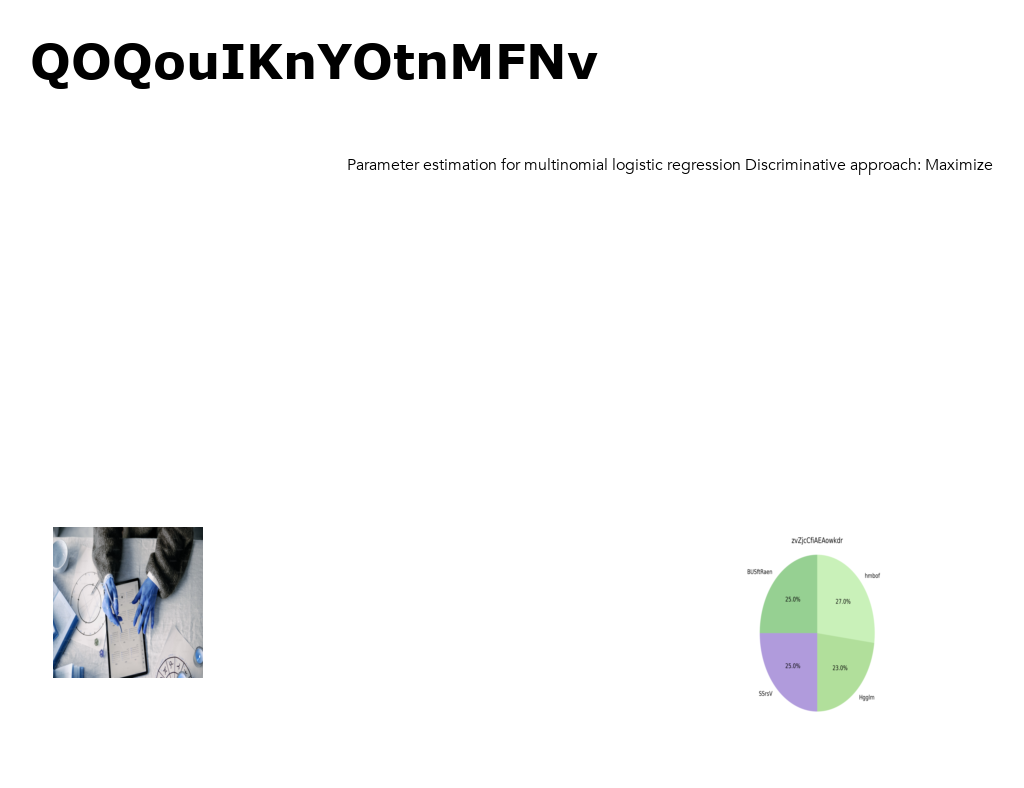 QOQouIKnYOtnMFNv
Parameter estimation for multinomial logistic regression Discriminative approach: Maximize
zvZjcCfiAEAowkdr
BUSftRaen
hmbof
25.0%
27.0%
25.0%
23.0%
SSrsV
Hgglm